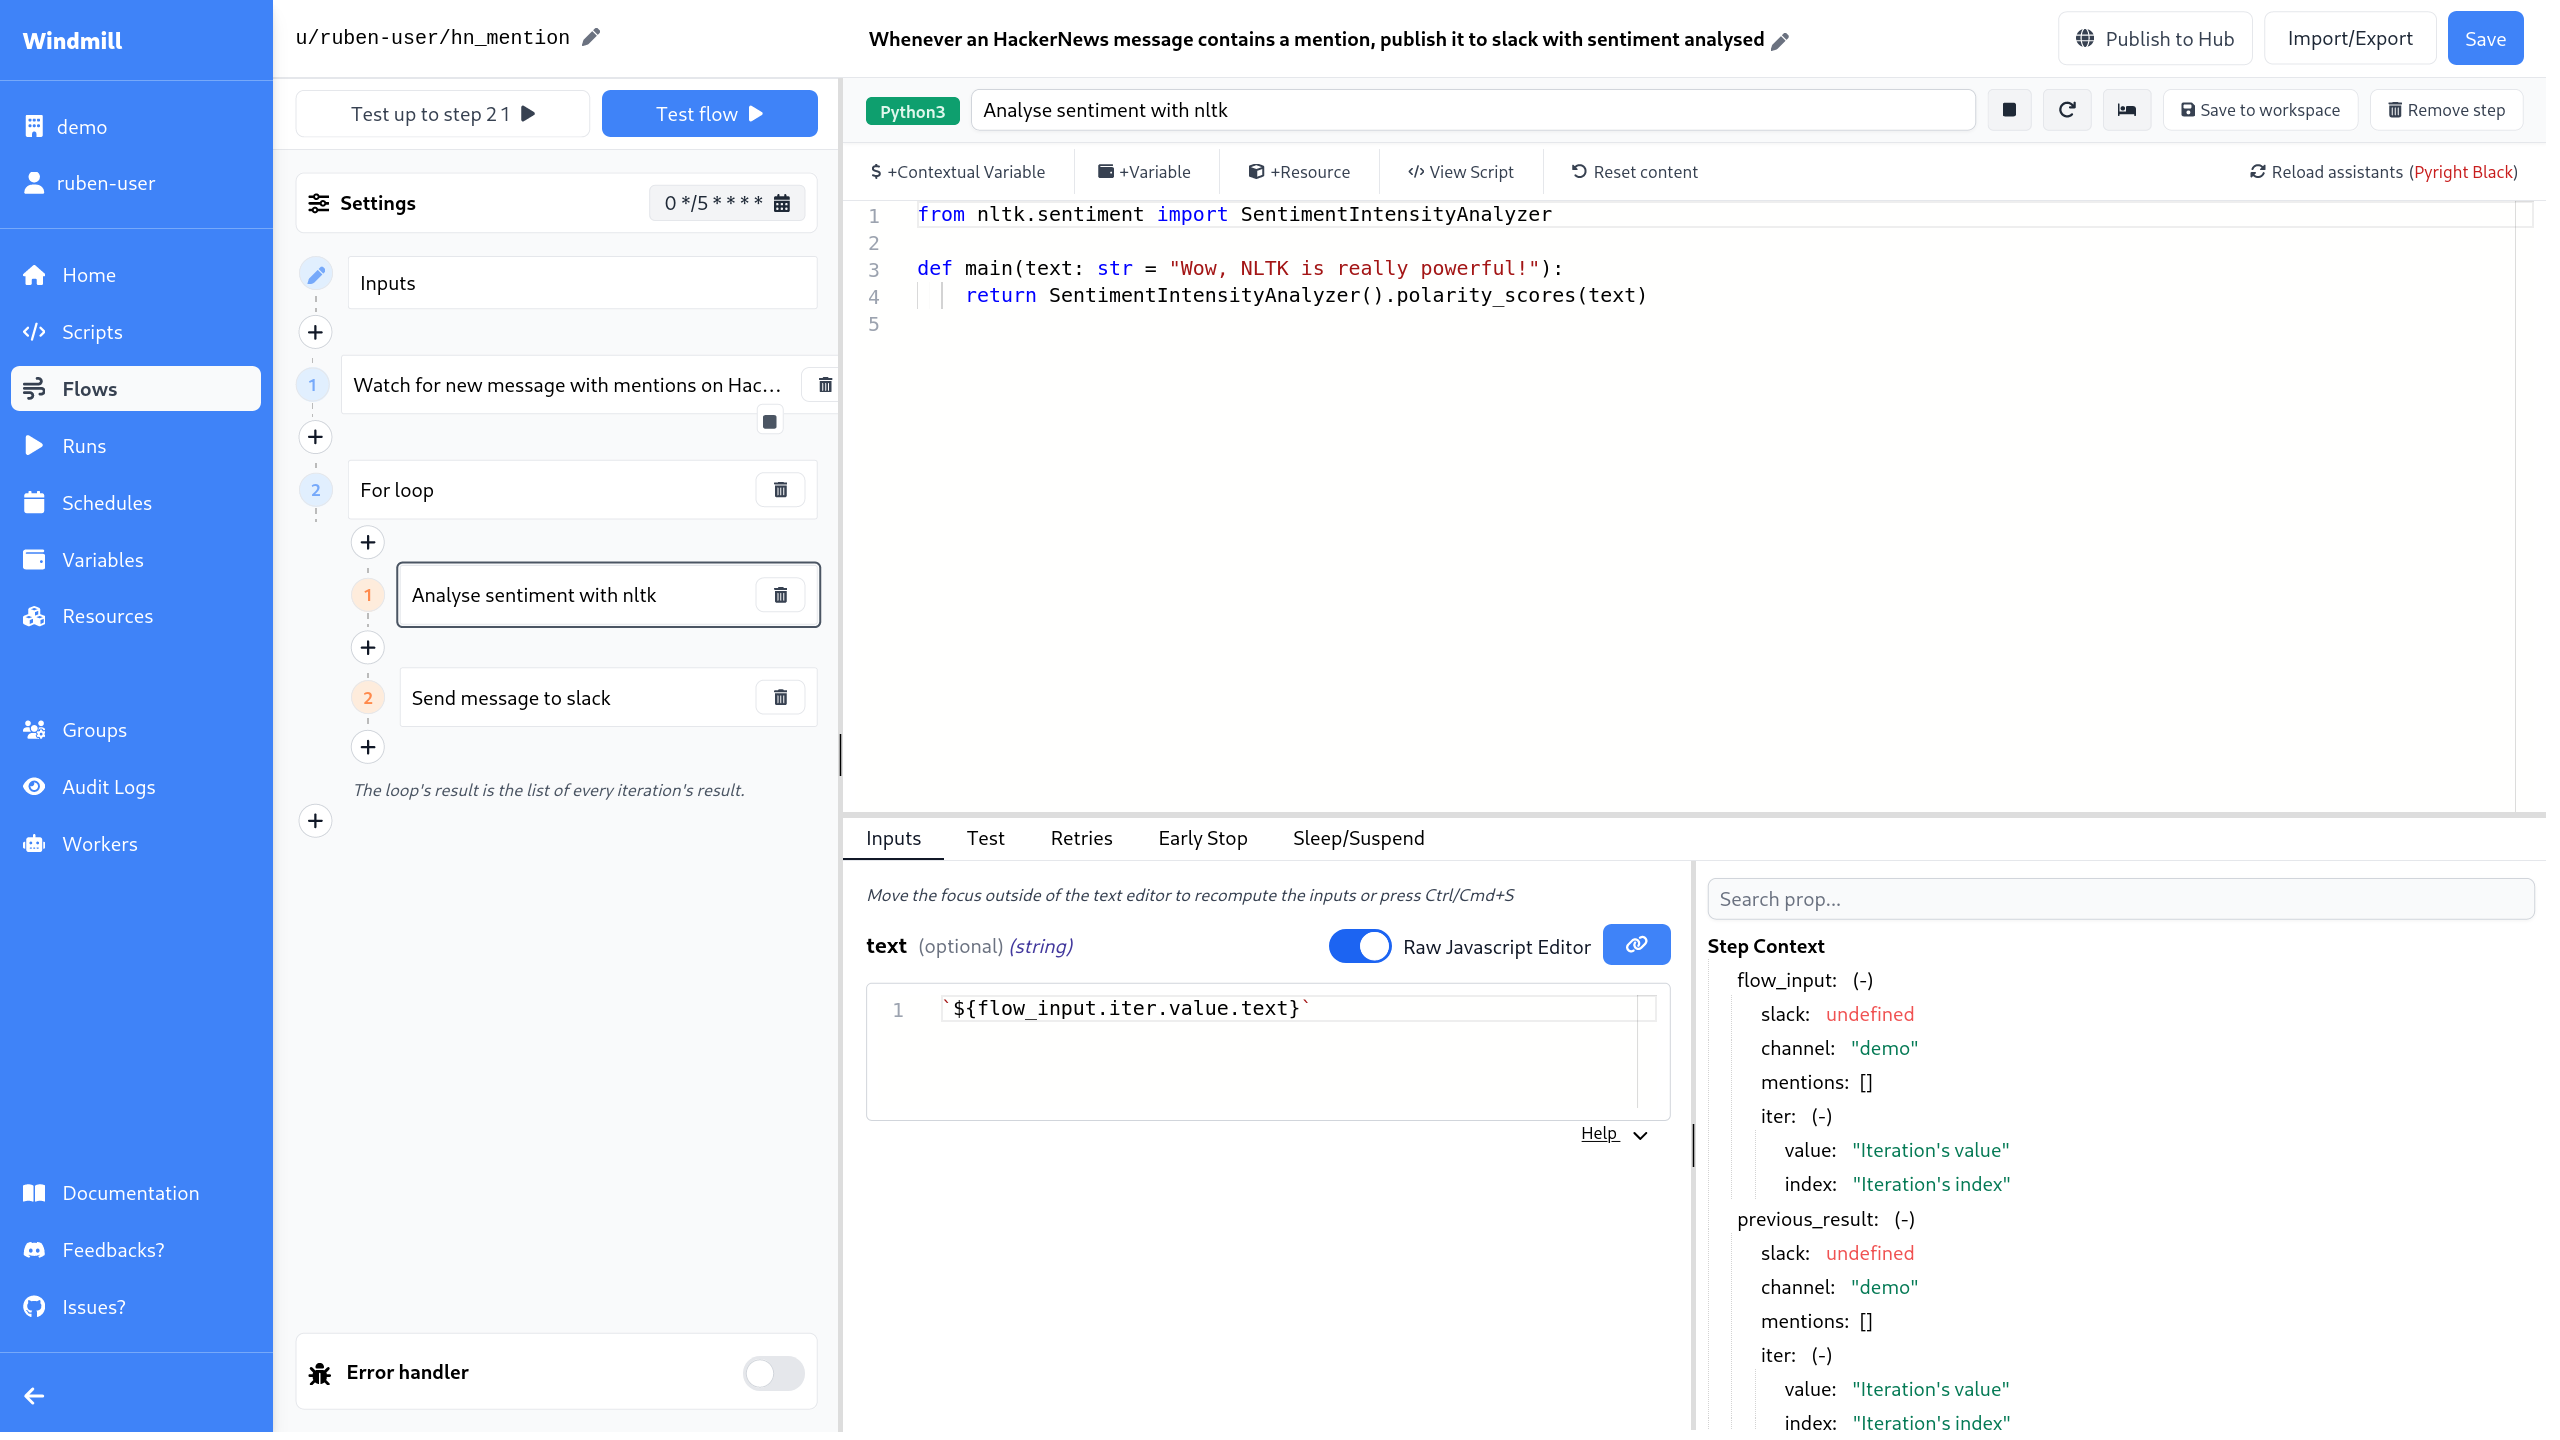 Windmill
demo
ruben-user
Home
Scripts
Flows
Runs
Schedules
Variables
Resources
Groups
Audit Logs
Workers
Documentation
Feedbacks?
Issues?
u/ruben-user/hn_mention
Whenever an HackerNews message contains a mention, publish it to slack with sentiment analysed
Publish to Hub
Import/Export
Save
Test up to step 2 1
Test flow
Settings
0 */5 * * * *
Inputs
1
Watch for new message with mentions on Hac...
2
For loop
1
Analyse sentiment with nltk
2
Send message to slack
The loop's result is the list of every iteration's result.
Error handler
Python3
Analyse sentiment with nltk
Save to workspace
Remove step
+Contextual Variable
+Variable
+Resource
View Script
Reset content
Reload assistants (Pyright Black)
1 from nltk.sentiment import SentimentIntensityAnalyzer
2
3 def main(text: str = "Wow, NLTK is really powerful!"):
4 return SentimentIntensityAnalyzer().polarity_scores(text)
5
Inputs
Test
Retries
Early Stop
Sleep/Suspend
Move the focus outside of the text editor to recompute the inputs or press Ctrl/Cmd+S
text (optional) (string)
Raw Javascript Editor
1 `${flow_input.iter.value.text}`
Help
Search prop...
Step Context
flow_input: (-)
slack: undefined
channel: "demo"
mentions: []
iter: (-)
value: "Iteration's value"
index: "Iteration's index"
previous_result: (-)
slack: undefined
channel: "demo"
mentions: []
iter: (-)
value: "Iteration's value"
index: "Iteration's index"